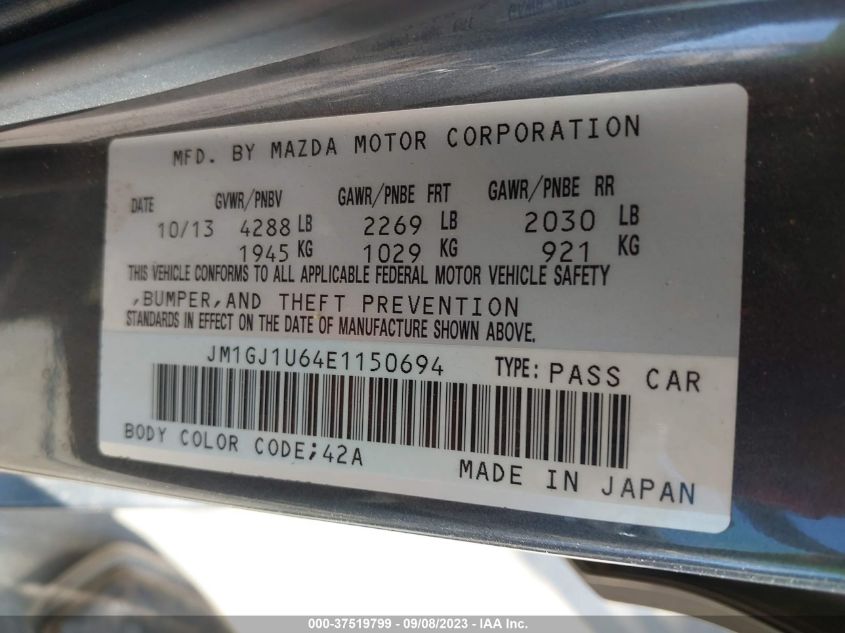 MFD. BY MAZDA MOTOR CORPORATION
DATE GVWR/PNBV GAWR/PNBE FRT GAWR/PNBE RR
10/13 4288 LB 2269 LB 2030 LB
1945 KG 1029 KG 921 KG
THIS VEHICLE CONFORMS TO ALL APPLICABLE FEDERAL MOTOR VEHICLE SAFETY
,BUMPER,AND THEFT PREVENTION
STANDARDS IN EFFECT ON THE DATE OF MANUFACTURE SHOWN ABOVE.
JM1GJ1U64E1150694 TYPE: PASS CAR
BODY COLOR CODE;42A
MADE IN JAPAN
000-37519799 - 09/08/2023 - IAA Inc.